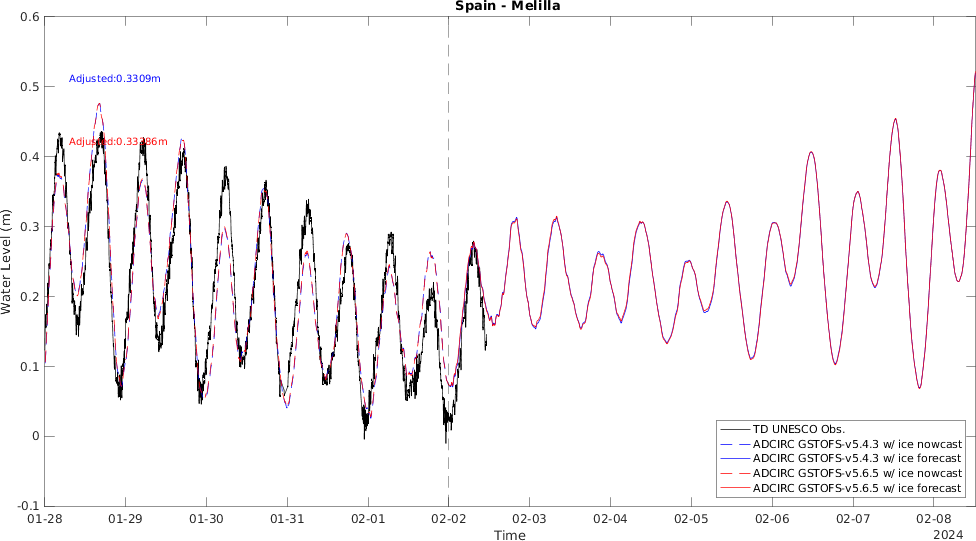 Spain - Melilla
0.6
0.5
0.4
0.3
0.2
0.1
0
-0.1
Water Level (m)
Adjusted:0.3309m
TD UNESCO Obs.
ADCIRC GSTOFS-v5.4.3 w/ ice nowcast
ADCIRC GSTOFS-v5.4.3 w/ ice forecast
ADCIRC GSTOFS-v5.6.5 w/ ice nowcast
ADCIRC GSTOFS-v5.6.5 w/ ice forecast
01-28 01-29 01-30 01-31 02-01 02-02 02-03 02-04 02-05 02-06 02-07 02-08
Time
2024